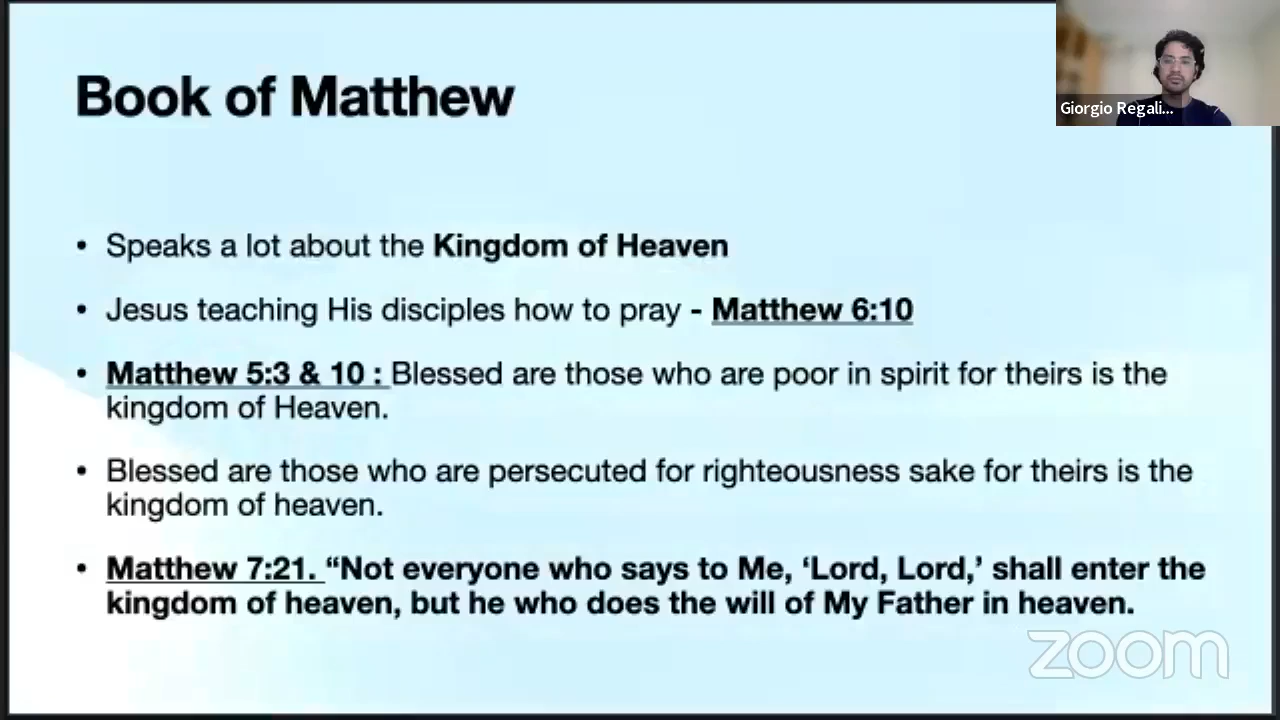 Book of Matthew
Giorgio Regali...
• Speaks a lot about the Kingdom of Heaven
• Jesus teaching His disciples how to pray - Matthew 6:10
• Matthew 5:3 & 10 : Blessed are those who are poor in spirit for theirs is the
kingdom of Heaven.
• Blessed are those who are persecuted for righteousness sake for theirs is the
kingdom of heaven.
• Matthew 7:21. “Not everyone who says to Me, ‘Lord, Lord,’ shall enter the
kingdom of heaven, but he who does the will of My Father in heaven.
zoom